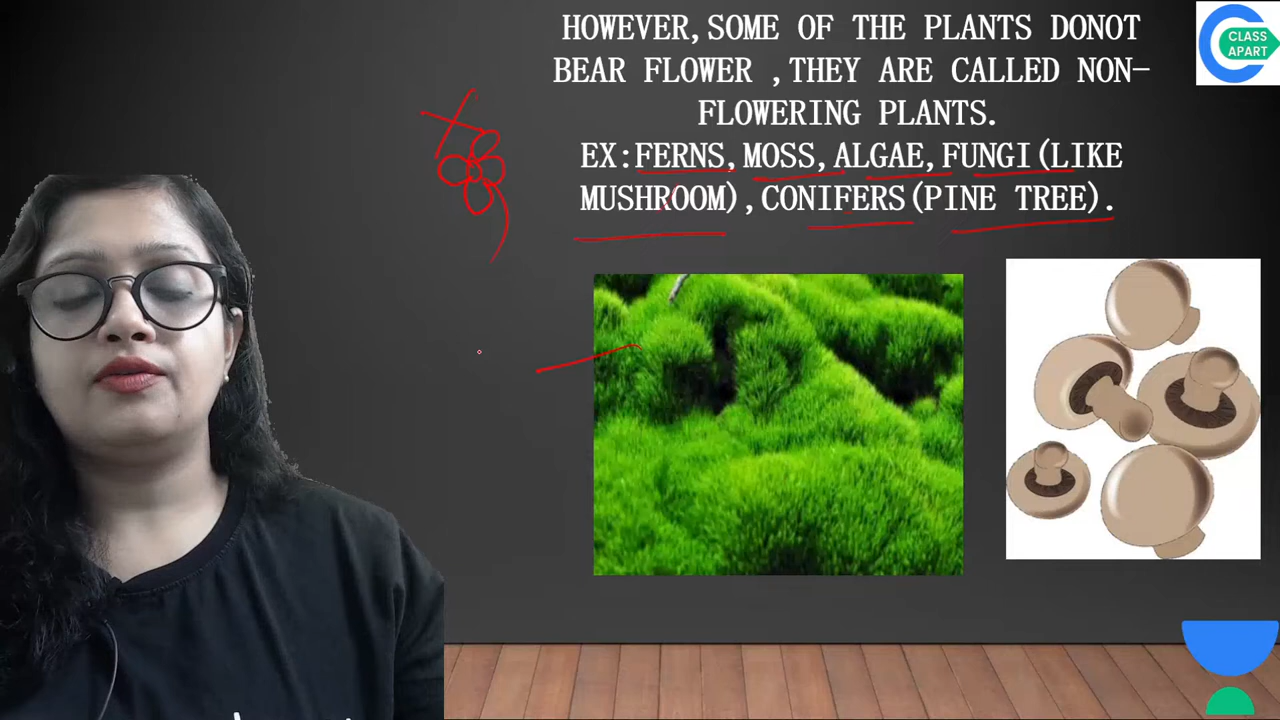 HOWEVER,SOME OF THE PLANTS DONOT
BEAR FLOWER ,THEY ARE CALLED NON-
FLOWERING PLANTS.
EX:FERNS,MOSS,ALGAE,FUNGI(LIKE
MUSHROOM),CONIFERS(PINE TREE).
CLASS
APART